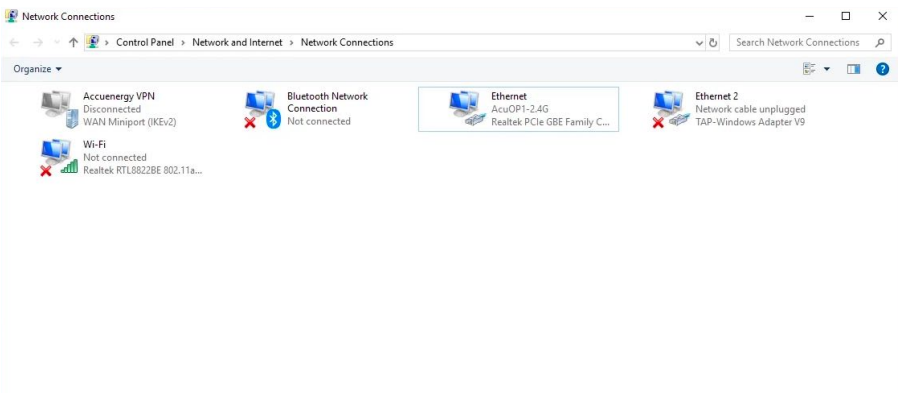 Network Connections
Control Panel > Network and Internet > Network Connections
Search Network Connections
Organize
Accuenergy VPN
Disconnected
WAN Miniport (IKEv2)
Bluetooth Network
Connection
Not connected
Ethernet
AcuOP1-2.4G
Realtek PCIe GBE Family C...
Ethernet 2
Network cable unplugged
TAP-Windows Adapter V9
Wi-Fi
Not connected
Realtek RTL8822BE 802.11a...